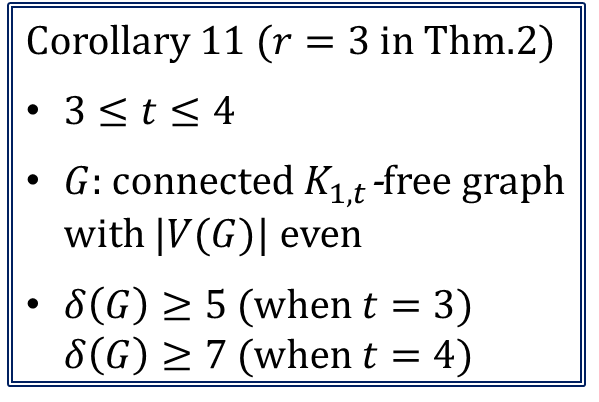 Corollary 11 (r = 3 in Thm.2)
• 3 ≤ t ≤ 4
• G: connected K₁,ₜ-free graph
with |V(G)| even
• δ(G) ≥ 5 (when t = 3)
δ(G) ≥ 7 (when t = 4)